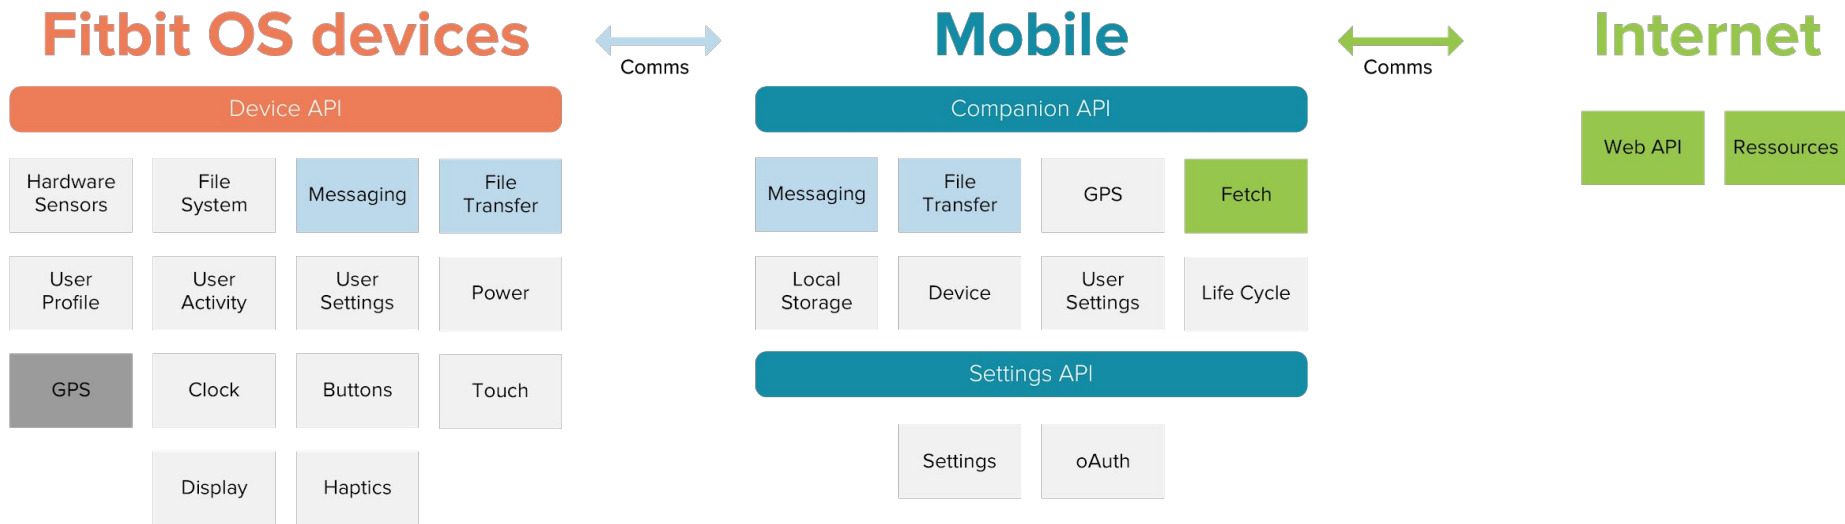 Fitbit OS devices
Comms
Mobile
Comms
Internet
Device API
Hardware
Sensors
File
System
Messaging
File
Transfer
User
Profile
User
Activity
User
Settings
Power
GPS
Clock
Buttons
Touch
Display
Haptics
Companion API
Messaging
File
Transfer
GPS
Fetch
Local
Storage
Device
User
Settings
Life Cycle
Settings API
Settings
oAuth
Web API
Ressources